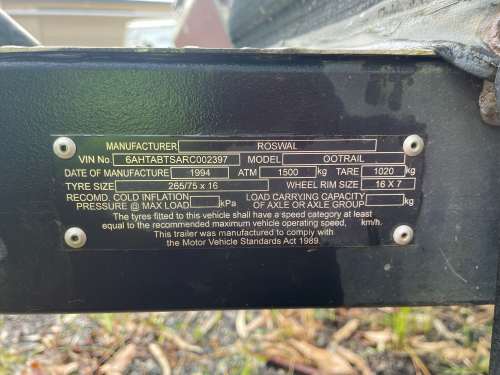 MANUFACTURER ROSWAL
VIN No. 6AHTABTSARC002397 MODEL OOTRAIL
DATE OF MANUFACTURE 1994 ATM 1500 kg TARE 1020 kg
TYRE SIZE 265/75 x 16 WHEEL RIM SIZE 16 X 7
RECOMD. COLD INFLATION PRESSURE @ MAX LOAD kPa LOAD CARRYING CAPACITY OF AXLE OR AXLE GROUP kg
The tyres fitted to this vehicle shall have a speed category at least
equal to the recommended maximum vehicle operating speed, km/h.
This trailer was manufactured to comply with
the Motor Vehicle Standards Act 1989.